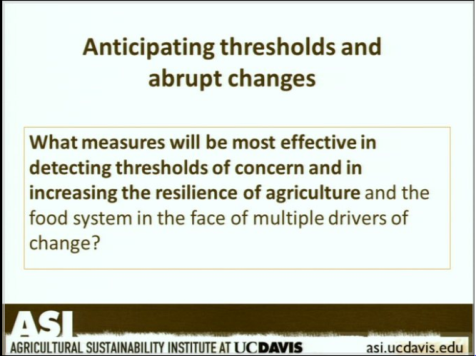 Anticipating thresholds and
abrupt changes
What measures will be most effective in
detecting thresholds of concern and in
increasing the resilience of agriculture and the
food system in the face of multiple drivers of
change?
ASI
AGRICULTURAL SUSTAINABILITY INSTITUTE AT UCDAVIS
asi.ucdavis.edu